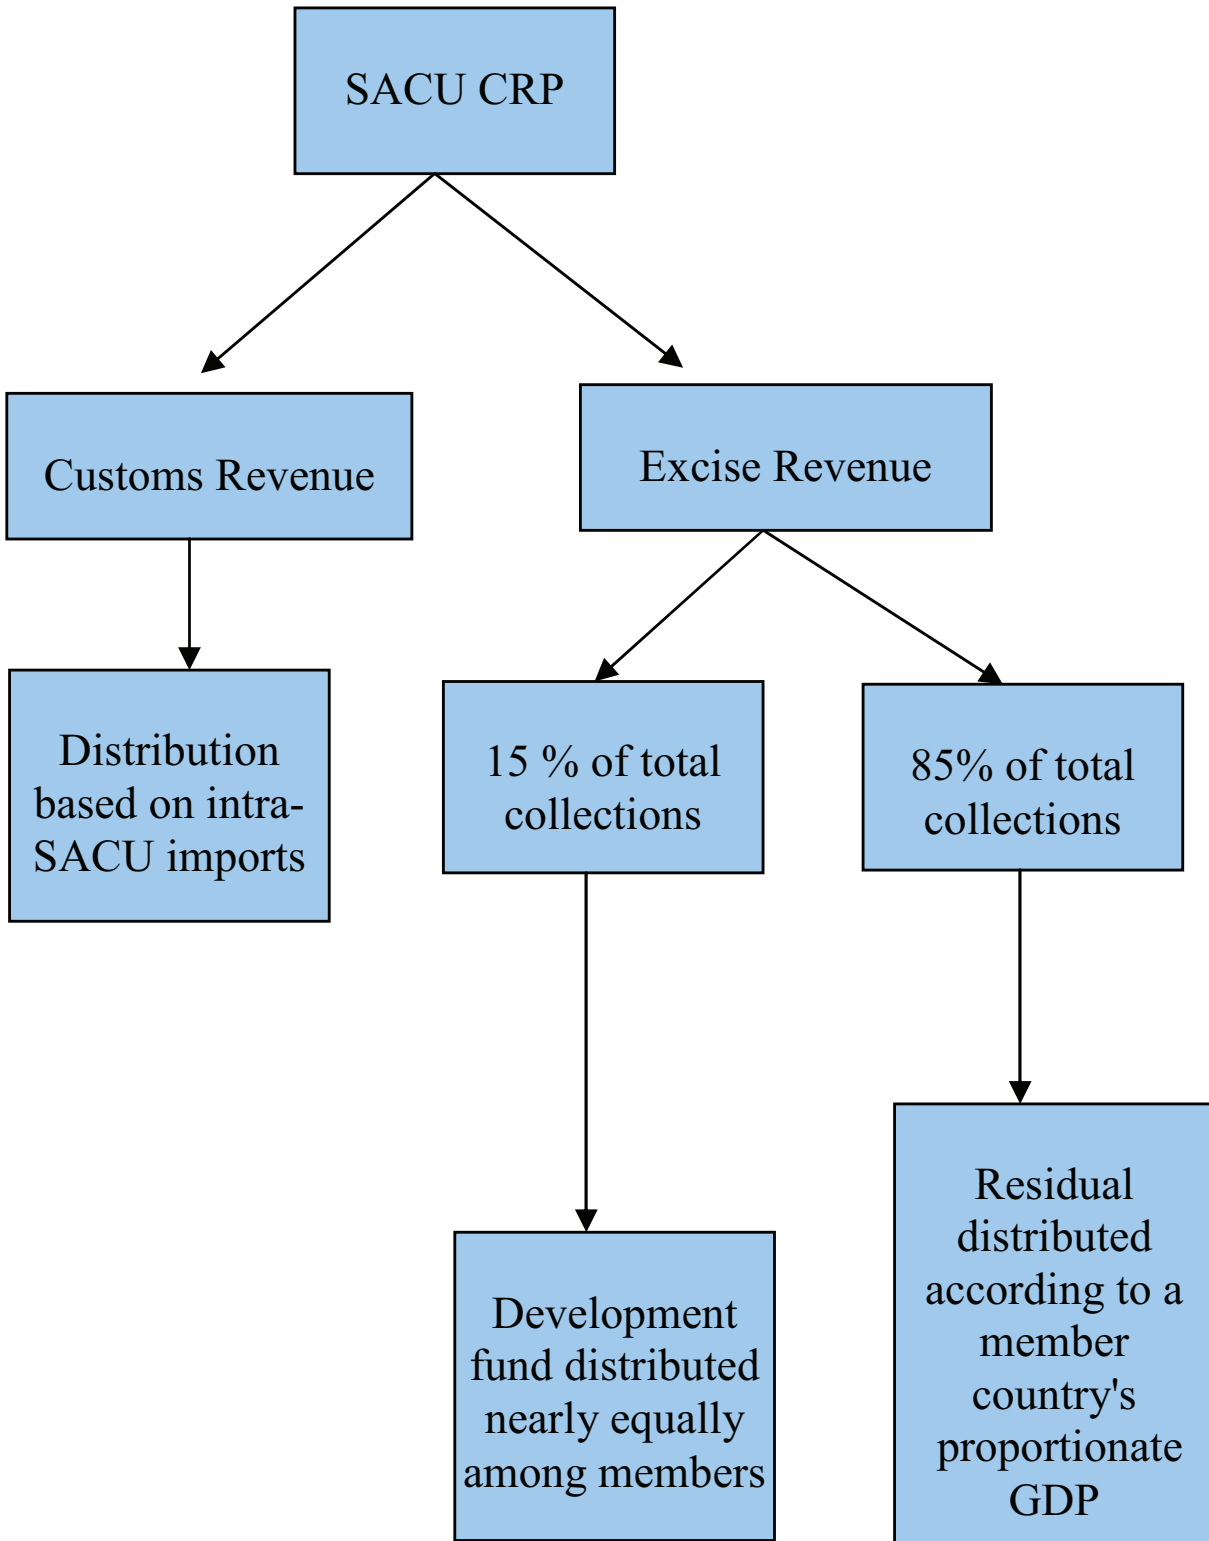 SACU CRP
Customs Revenue
Excise Revenue
Distribution
based on intra-
SACU imports
15 % of total
collections
85% of total
collections
Development
fund distributed
nearly equally
among members
Residual
distributed
according to a
member
country's
proportionate
GDP